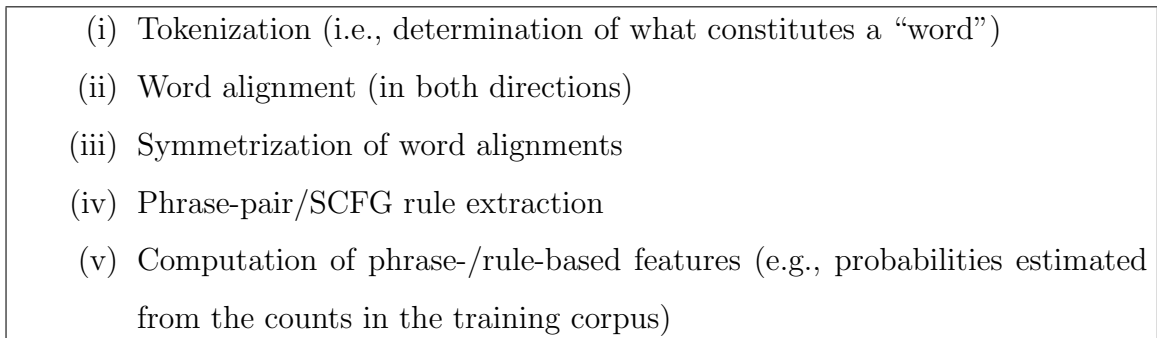 (i) Tokenization (i.e., determination of what constitutes a “word”)
(ii) Word alignment (in both directions)
(iii) Symmetrization of word alignments
(iv) Phrase-pair/SCFG rule extraction
(v) Computation of phrase-/rule-based features (e.g., probabilities estimated
from the counts in the training corpus)